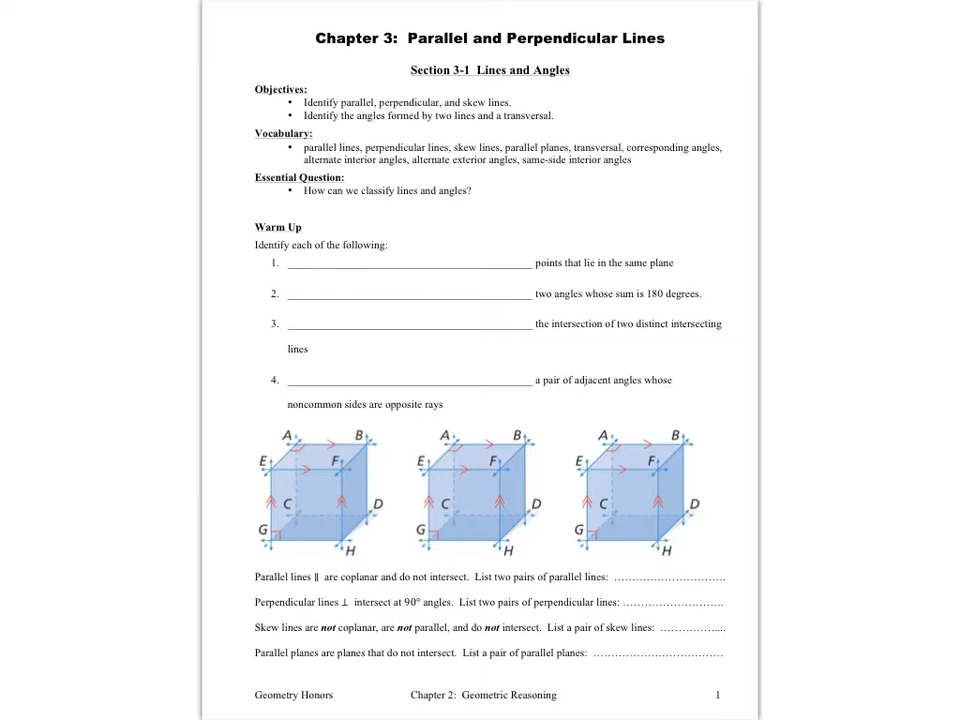 Chapter 3:  Parallel and Perpendicular Lines
Section 3-1  Lines and Angles
Objectives:
• Identify parallel, perpendicular, and skew lines.
• Identify the angles formed by two lines and a transversal.
Vocabulary:
• parallel lines, perpendicular lines, skew lines, parallel planes, transversal, corresponding angles,
alternate interior angles, alternate exterior angles, same-side interior angles
Essential Question:
• How can we classify lines and angles?
Warm Up
Identify each of the following:
1. ______________________________________________ points that lie in the same plane
2. ______________________________________________ two angles whose sum is 180 degrees.
3. ______________________________________________ the intersection of two distinct intersecting
lines
4. ______________________________________________ a pair of adjacent angles whose
noncommon sides are opposite rays
A B A B A B
E F E F E F
C D C D C D
G G G
H H H
Parallel lines ∥ are coplanar and do not intersect.  List two pairs of parallel lines:  ………………………….
Perpendicular lines ⊥ intersect at 90° angles.  List two pairs of perpendicular lines: ……………………….
Skew lines are not coplanar, are not parallel, and do not intersect.  List a pair of skew lines:  ……………....
Parallel planes are planes that do not intersect.  List a pair of parallel planes:  ………………………………
Geometry Honors Chapter 2:  Geometric Reasoning 1